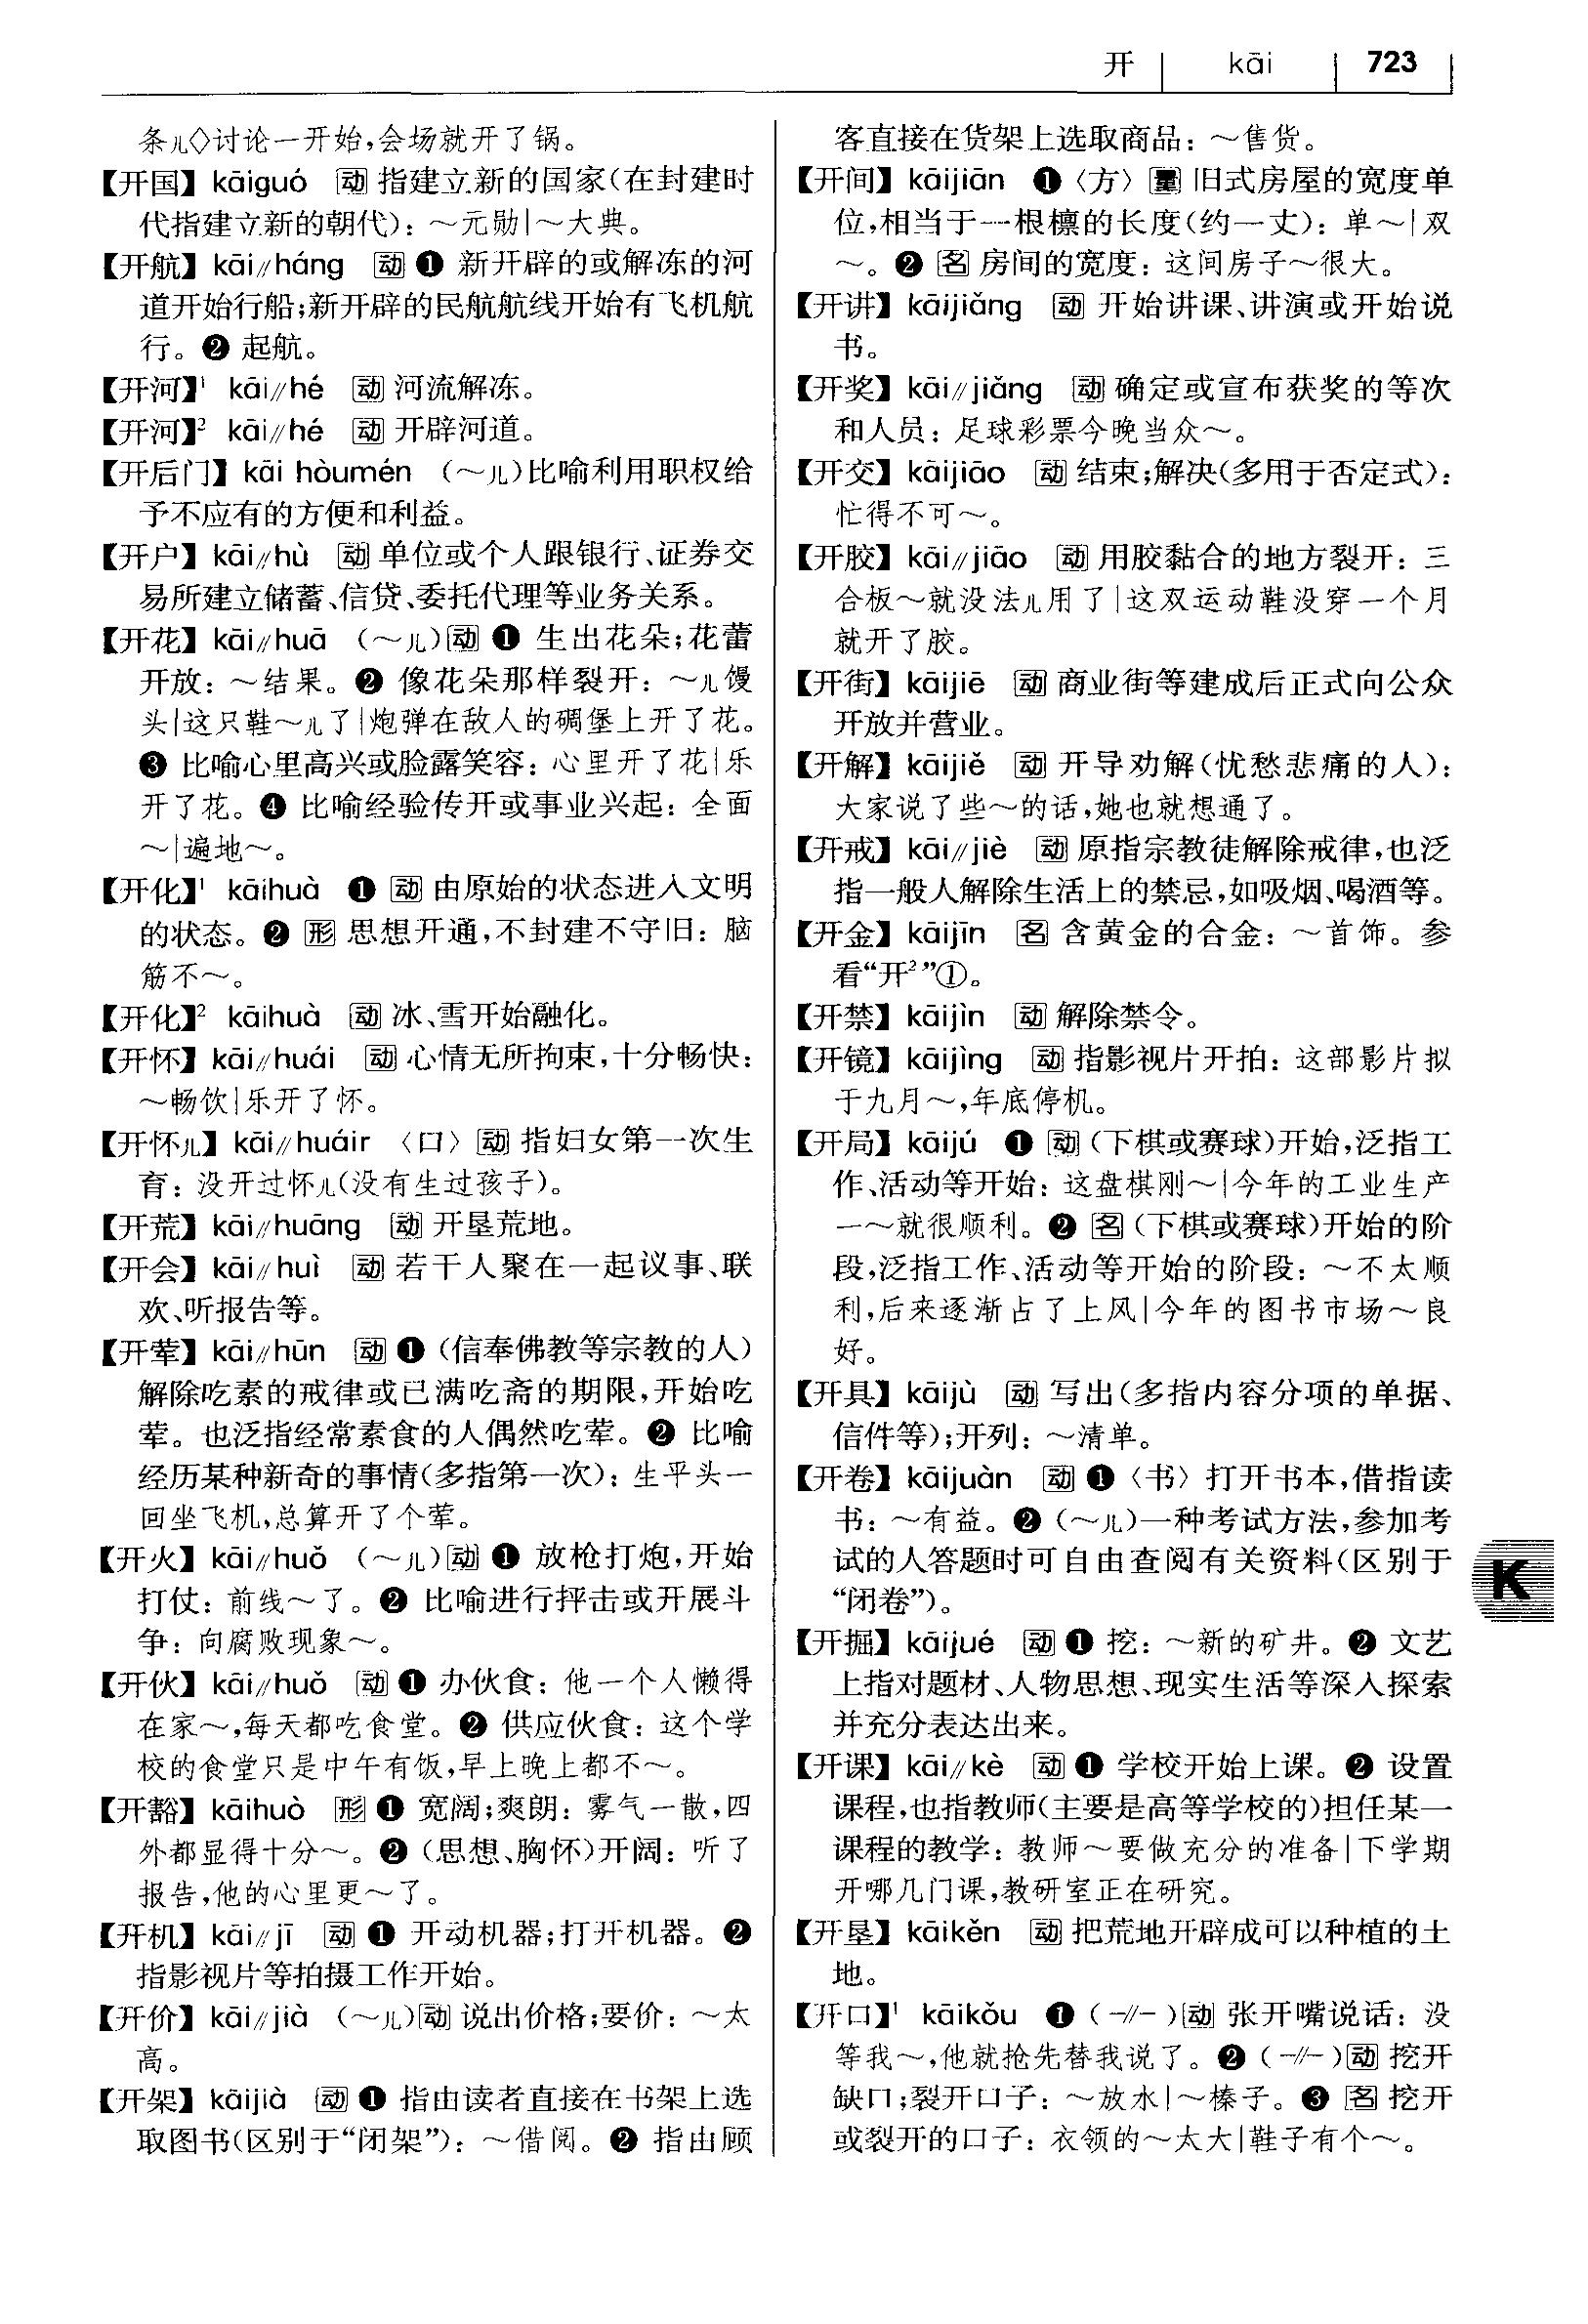 开 kāi 723
条儿◇讨论一开始,会场就开了锅。
【开国】kāiguó 动 指建立新的国家(在封建时
代指建立新的朝代):～元勋|～大典。
【开航】kāi//háng 动 ❶ 新开辟的或解冻的河
道开始行船;新开辟的民航航线开始有飞机航
行。❷ 起航。
【开河】¹ kāi//hé 动 河流解冻。
【开河】² kāi//hé 动 开辟河道。
【开后门】kāi hòumén (～儿)比喻利用职权给
予不应有的方便和利益。
【开户】kāi//hù 动 单位或个人跟银行、证券交
易所建立储蓄、信贷、委托代理等业务关系。
【开花】kāi//huā (～儿)动 ❶ 生出花朵;花蕾
开放:～结果。❷ 像花朵那样裂开:～儿馒
头|这只鞋～儿了|炮弹在敌人的碉堡上开了花。
❸ 比喻心里高兴或脸露笑容:心里开了花|乐
开了花。❹ 比喻经验传开或事业兴起:全面
～|遍地～。
【开化】¹ kāihuà ❶ 动 由原始的状态进入文明
的状态。❷ 形 思想开通,不封建不守旧:脑
筋不～。
【开化】² kāihuà 动 冰、雪开始融化。
【开怀】kāi//huái 动 心情无所拘束,十分畅快:
～畅饮|乐开了怀。
【开怀儿】kāi//huáir 〈口〉动 指妇女第一次生
育:没开过怀儿(没有生过孩子)。
【开荒】kāi//huāng 动 开垦荒地。
【开会】kāi//huì 动 若干人聚在一起议事、联
欢、听报告等。
【开荤】kāi//hūn 动 ❶ (信奉佛教等宗教的人)
解除吃素的戒律或已满吃斋的期限,开始吃
荤。也泛指经常素食的人偶然吃荤。❷ 比喻
经历某种新奇的事情(多指第一次):生平头一
回坐飞机,总算开了个荤。
【开火】kāi//huǒ (～儿)动 ❶ 放枪打炮,开始
打仗:前线～了。❷ 比喻进行抨击或开展斗
争:向腐败现象～。
【开伙】kāi//huǒ 动 ❶ 办伙食:他一个人懒得
在家～,每天都吃食堂。❷ 供应伙食:这个学
校的食堂只是中午有饭,早上晚上都不～。
【开豁】kāihuò 形 ❶ 宽阔;爽朗:雾气一散,四
外都显得十分～。❷ (思想、胸怀)开阔:听了
报告,他的心里更～了。
【开机】kāi//jī 动 ❶ 开动机器;打开机器。❷
指影视片等拍摄工作开始。
【开价】kāi//jià (～儿)动 说出价格;要价:～太
高。
【开架】kāijià 动 ❶ 指由读者直接在书架上选
取图书(区别于“闭架”):～借阅。❷ 指由顾
客直接在货架上选取商品:～售货。
【开间】kāijiān ❶〈方〉量 旧式房屋的宽度单
位,相当于一根檩的长度(约一丈):单～|双
～。❷ 名 房间的宽度:这间房子～很大。
【开讲】kāijiǎng 动 开始讲课、讲演或开始说
书。
【开奖】kāi//jiǎng 动 确定或宣布获奖的等次
和人员:足球彩票今晚当众～。
【开交】kāijiāo 动 结束;解决(多用于否定式):
忙得不可～。
【开胶】kāi//jiāo 动 用胶黏合的地方裂开:三
合板～就没法儿用了|这双运动鞋没穿一个月
就开了胶。
【开街】kāijiē 动 商业街等建成后正式向公众
开放并营业。
【开解】kāijiě 动 开导劝解(忧愁悲痛的人):
大家说了些～的话,她也就想通了。
【开戒】kāi//jiè 动 原指宗教徒解除戒律,也泛
指一般人解除生活上的禁忌,如吸烟、喝酒等。
【开金】kāijīn 名 含黄金的合金:～首饰。参
看“开²”①。
【开禁】kāijìn 动 解除禁令。
【开镜】kāijìng 动 指影视片开拍:这部影片拟
于九月～,年底停机。
【开局】kāijú ❶ 动 (下棋或赛球)开始,泛指工
作、活动等开始:这盘棋刚～|今年的工业生产
一～就很顺利。❷ 名 (下棋或赛球)开始的阶
段,泛指工作、活动等开始的阶段:～不太顺
利,后来逐渐占了上风|今年的图书市场～良
好。
【开具】kāijù 动 写出(多指内容分项的单据、
信件等);开列:～清单。
【开卷】kāijuàn 动 ❶〈书〉打开书本,借指读
书:～有益。❷ (～儿)一种考试方法,参加考
试的人答题时可自由查阅有关资料(区别于
“闭卷”)。
【开掘】kāijué 动 ❶ 挖:～新的矿井。❷ 文艺
上指对题材、人物思想、现实生活等深入探索
并充分表达出来。
【开课】kāi//kè 动 ❶ 学校开始上课。❷ 设置
课程,也指教师(主要是高等学校的)担任某一
课程的教学:教师～要做充分的准备|下学期
开哪几门课,教研室正在研究。
【开垦】kāikěn 动 把荒地开辟成可以种植的土
地。
【开口】¹ kāikǒu ❶ (-//-)动 张开嘴说话:没
等我～,他就抢先替我说了。❷ (-//-)动 挖开
缺口;裂开口子:～放水|～榛子。❸ 名 挖开
或裂开的口子:衣领的～太大|鞋子有个～。
K